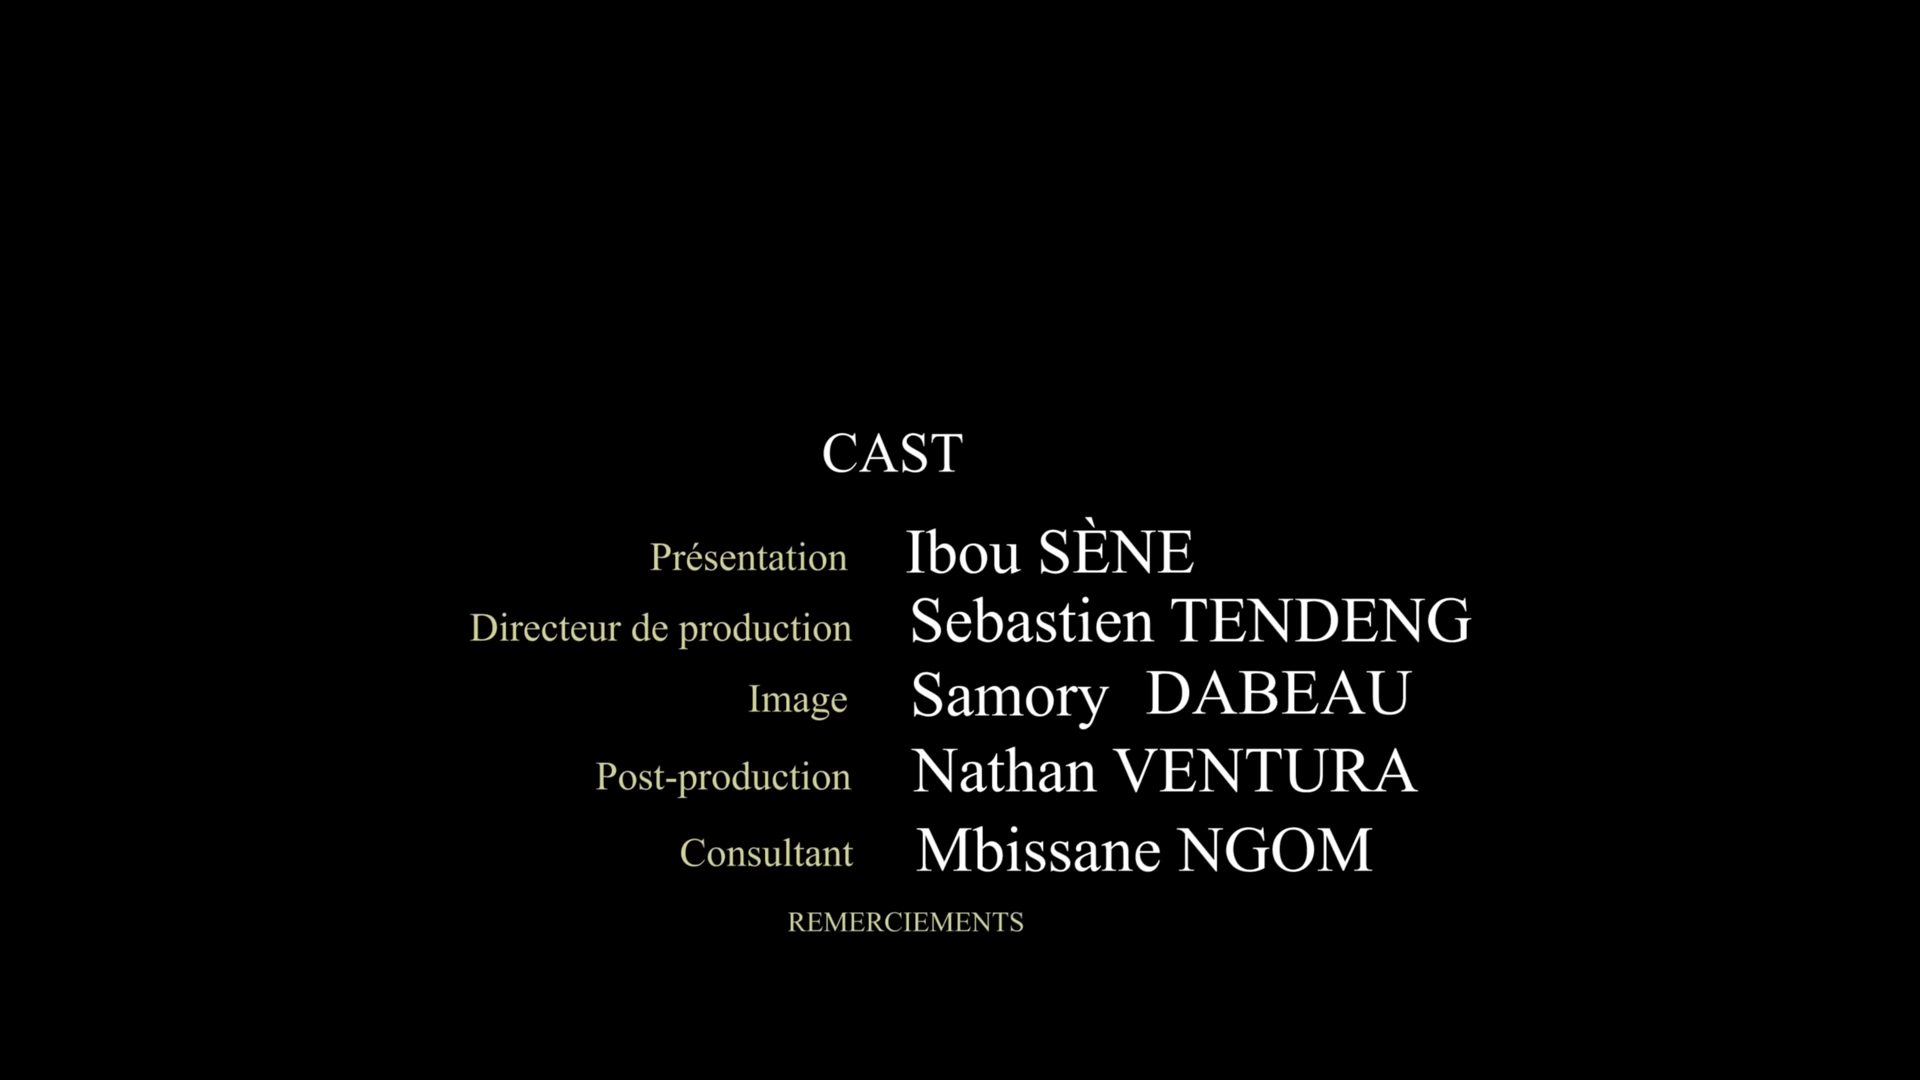 CAST
Présentation Ibou SÈNE
Directeur de production Sebastien TENDENG
Image Samory DABEAU
Post-production Nathan VENTURA
Consultant Mbissane NGOM
REMERCIEMENTS